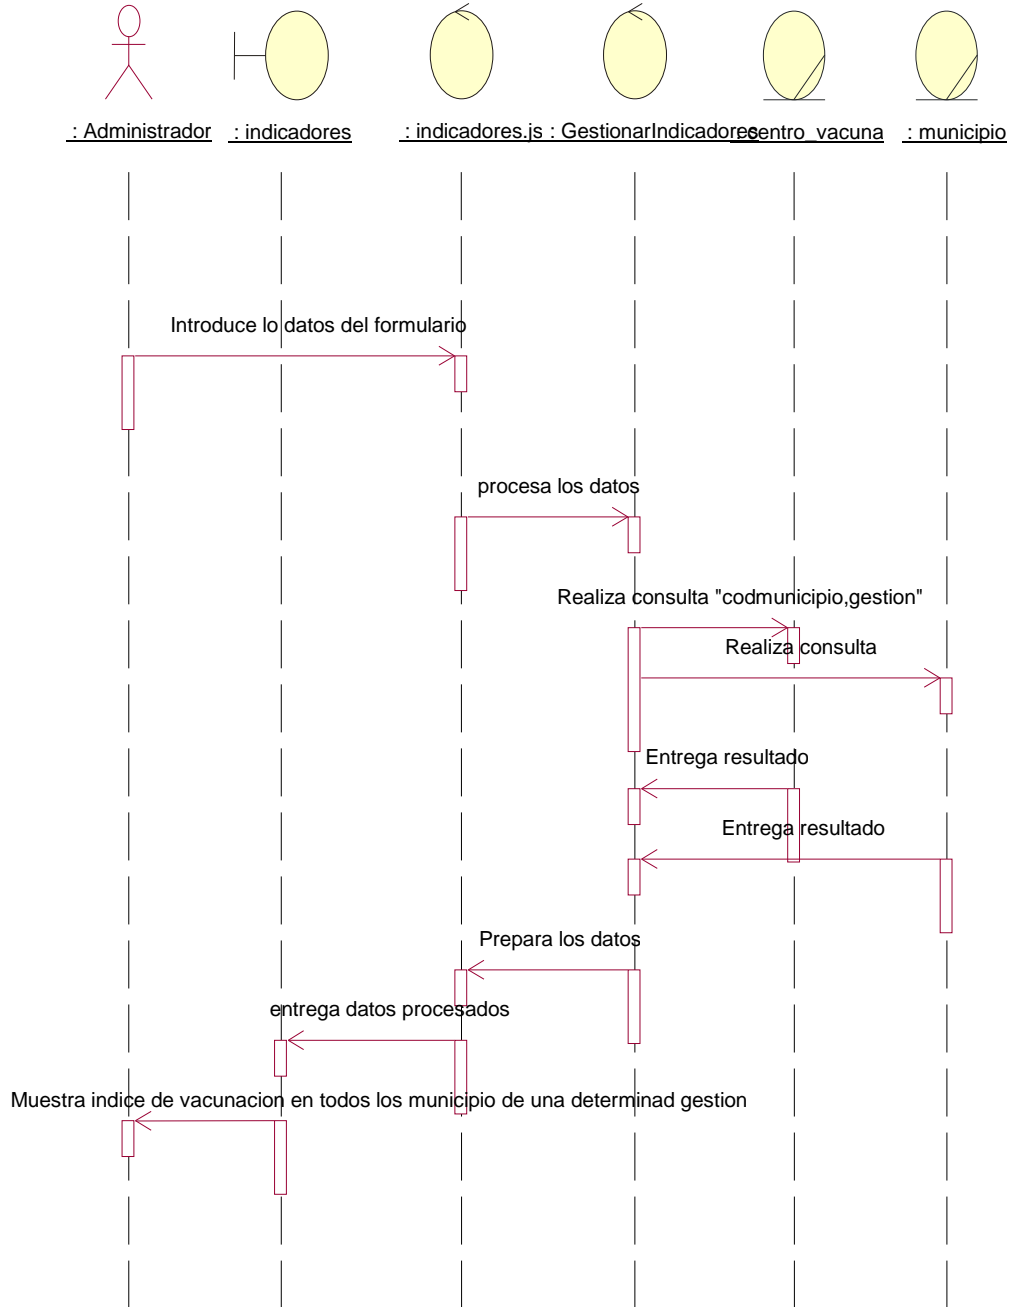 : Administrador
: indicadores
: indicadores.js
: GestionarIndicadores
: centro_vacuna
: municipio
Introduce lo datos del formulario
procesa los datos
Realiza consulta "codmunicipio,gestion"
Realiza consulta
Entrega resultado
Entrega resultado
Prepara los datos
entrega datos procesados
Muestra indice de vacunacion en todos los municipio de una determinad gestion